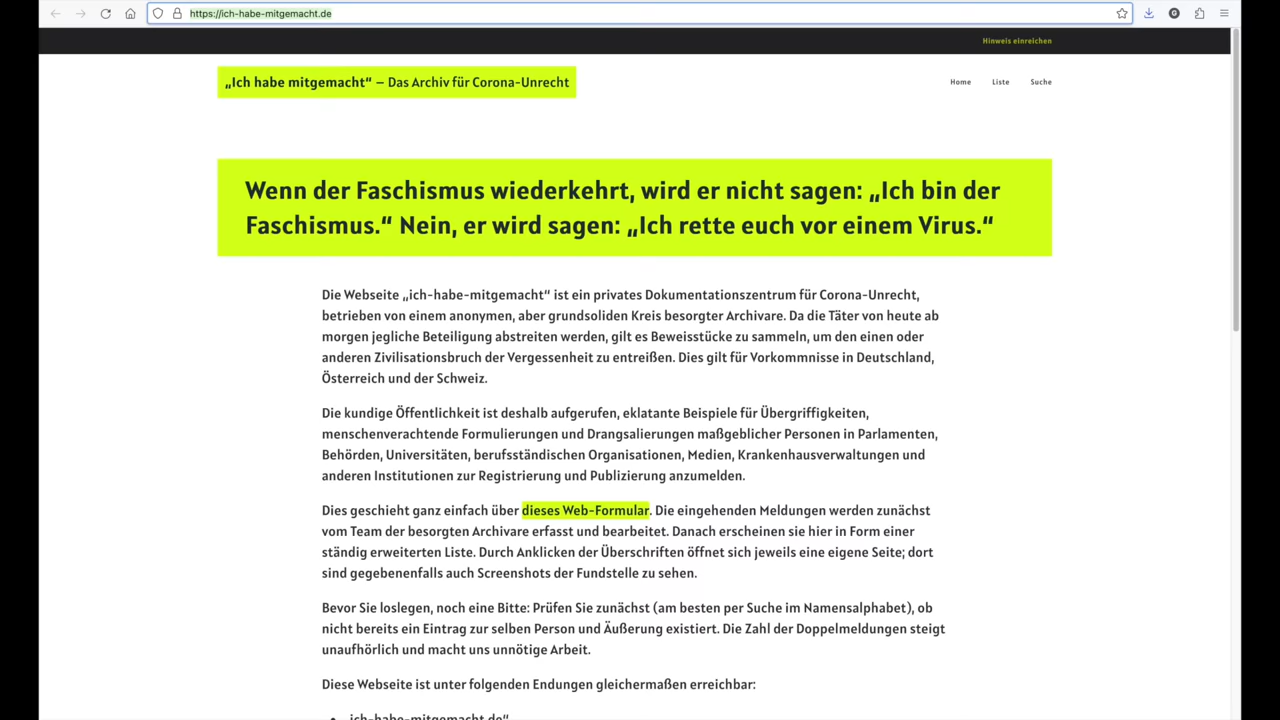 https://ich-habe-mitgemacht.de
Hinweis einreichen
„Ich habe mitgemacht“ – Das Archiv für Corona-Unrecht
Home Liste Suche
Wenn der Faschismus wiederkehrt, wird er nicht sagen: „Ich bin der
Faschismus.“ Nein, er wird sagen: „Ich rette euch vor einem Virus.“
Die Webseite „ich-habe-mitgemacht“ ist ein privates Dokumentationszentrum für Corona-Unrecht,
betrieben von einem anonymen, aber grundsoliden Kreis besorgter Archivare. Da die Täter von heute ab
morgen jegliche Beteiligung abstreiten werden, gilt es Beweisstücke zu sammeln, um den einen oder
anderen Zivilisationsbruch der Vergessenheit zu entreißen. Dies gilt für Vorkommnisse in Deutschland,
Österreich und der Schweiz.
Die kundige Öffentlichkeit ist deshalb aufgerufen, eklatante Beispiele für Übergriffigkeiten,
menschenverachtende Formulierungen und Drangsalierungen maßgeblicher Personen in Parlamenten,
Behörden, Universitäten, berufsständischen Organisationen, Medien, Krankenhausverwaltungen und
anderen Institutionen zur Registrierung und Publizierung anzumelden.
Dies geschieht ganz einfach über dieses Web-Formular. Die eingehenden Meldungen werden zunächst
vom Team der besorgten Archivare erfasst und bearbeitet. Danach erscheinen sie hier in Form einer
ständig erweiterten Liste. Durch Anklicken der Überschriften öffnet sich jeweils eine eigene Seite; dort
sind gegebenenfalls auch Screenshots der Fundstelle zu sehen.
Bevor Sie loslegen, noch eine Bitte: Prüfen Sie zunächst (am besten per Suche im Namensalphabet), ob
nicht bereits ein Eintrag zur selben Person und Äußerung existiert. Die Zahl der Doppelmeldungen steigt
unaufhörlich und macht uns unnötige Arbeit.
Diese Webseite ist unter folgenden Endungen gleichermaßen erreichbar:
• ich-habe-mitgemacht.de“